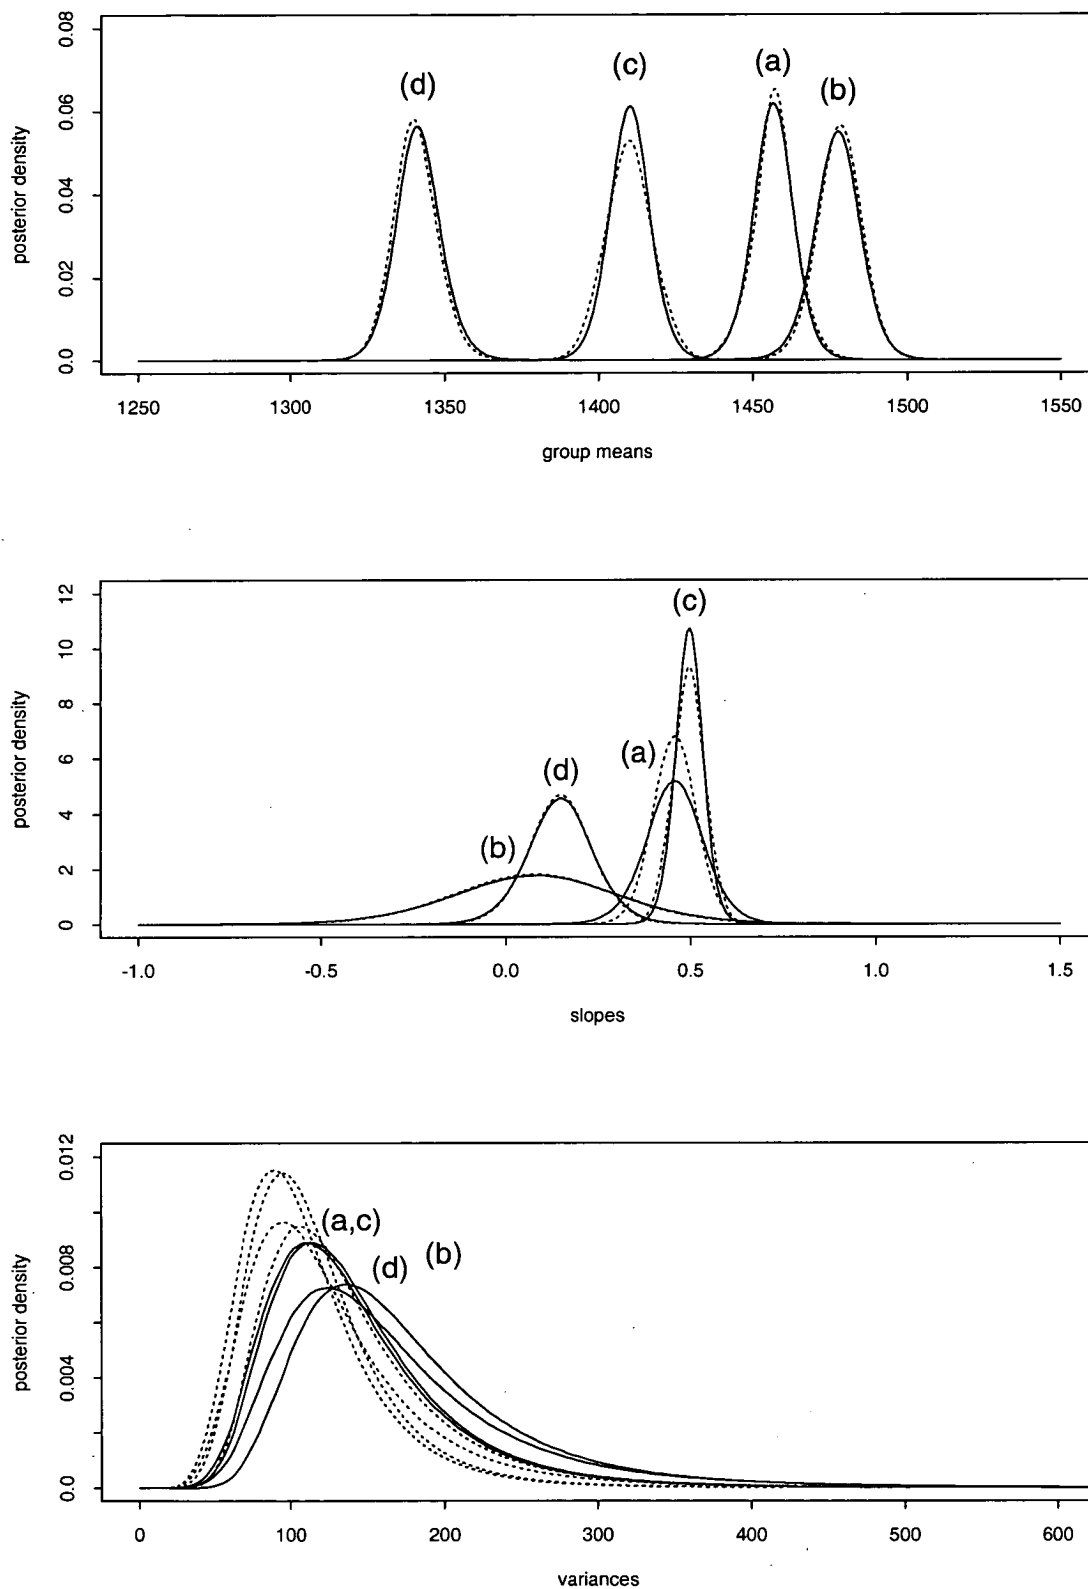 0.08
0.06
0.04
0.02
0.0
posterior density
(d)
(c)
(a)
(b)
1250 1300 1350 1400 1450 1500 1550
group means
12
10
8
6
4
2
0
posterior density
(c)
(a)
(d)
(b)
-1.0 -0.5 0.0 0.5 1.0 1.5
slopes
0.012
0.008
0.004
0.0
posterior density
(a,c)
(b)
(d)
0 100 200 300 400 500 600
variances